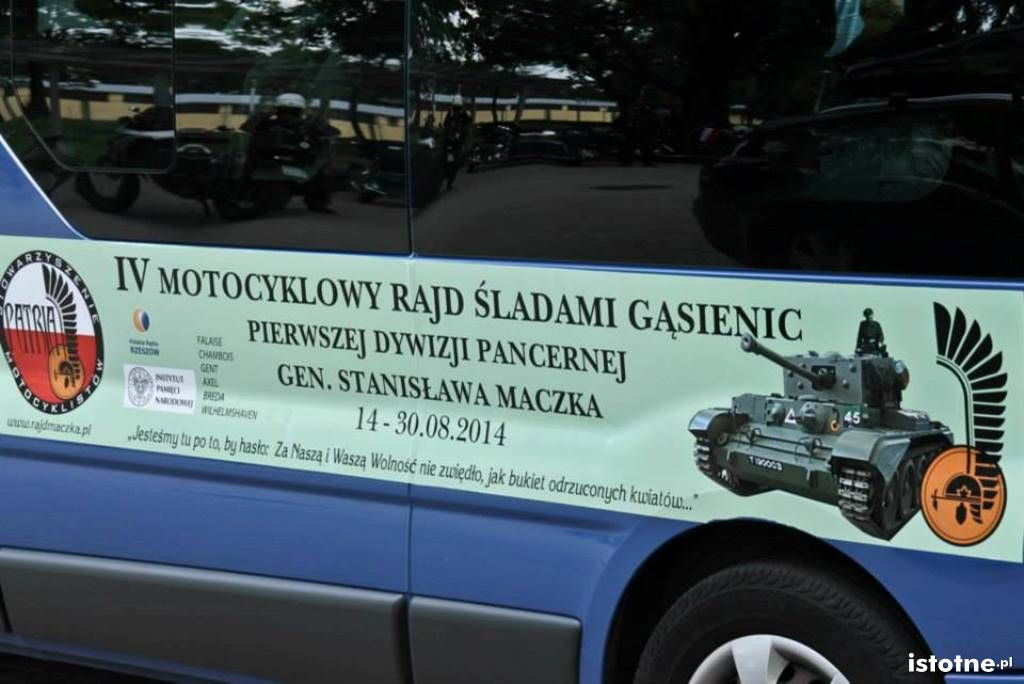 IV MOTOCYKLOWY RAJD ŚLADAMI GĄSIENIC
PIERWSZEJ DYWIZJI PANCERNEJ
GEN. STANISŁAWA MACZKA
14 - 30.08.2014
„Jesteśmy tu po to, by hasło: Za Naszą i Waszą Wolność nie zwiędło, jak bukiet odrzuconych kwiatów..."
STOWARZYSZENIE
PATRIA
MOTOCYKLISTÓW
www.rajdmaczka.pl
Polskie Radio
RZESZÓW
INSTYTUT
PAMIĘCI
NARODOWEJ
FALAISE
CHAMBOIS
GENT
AXEL
BREDA
WILHELMSHAVEN
45
T190003
istotne.pl